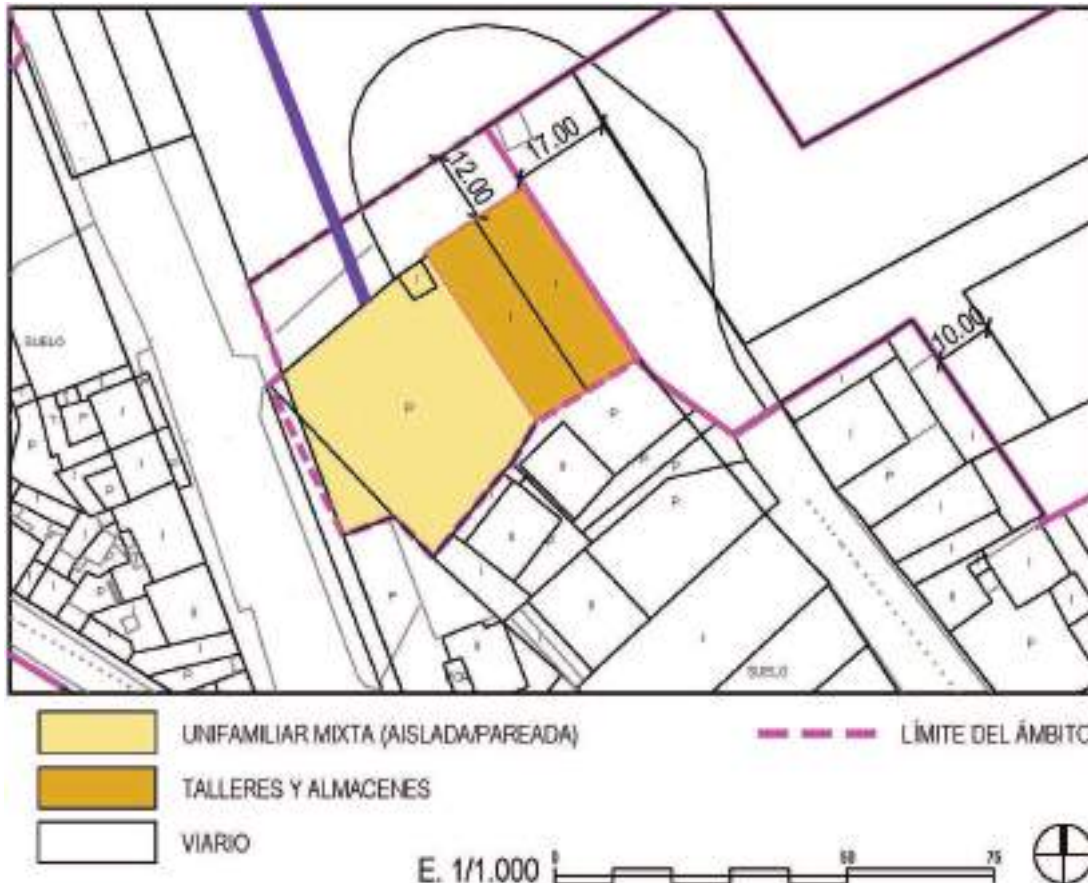 17.00
12.00
10.00
SUELO
P
SUELO
UNIFAMILIAR MIXTA (AISLADA/PAREADA)
LÍMITE DEL ÁMBITO
TALLERES Y ALMACENES
VIARIO
E. 1/1.000
0
50
75